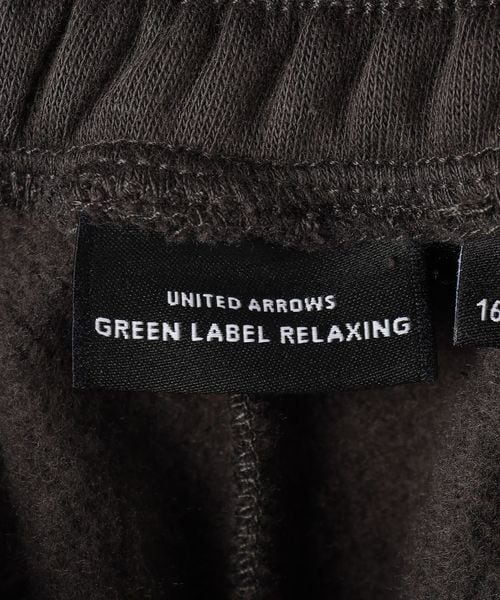 UNITED ARROWS
GREEN LABEL RELAXING
16